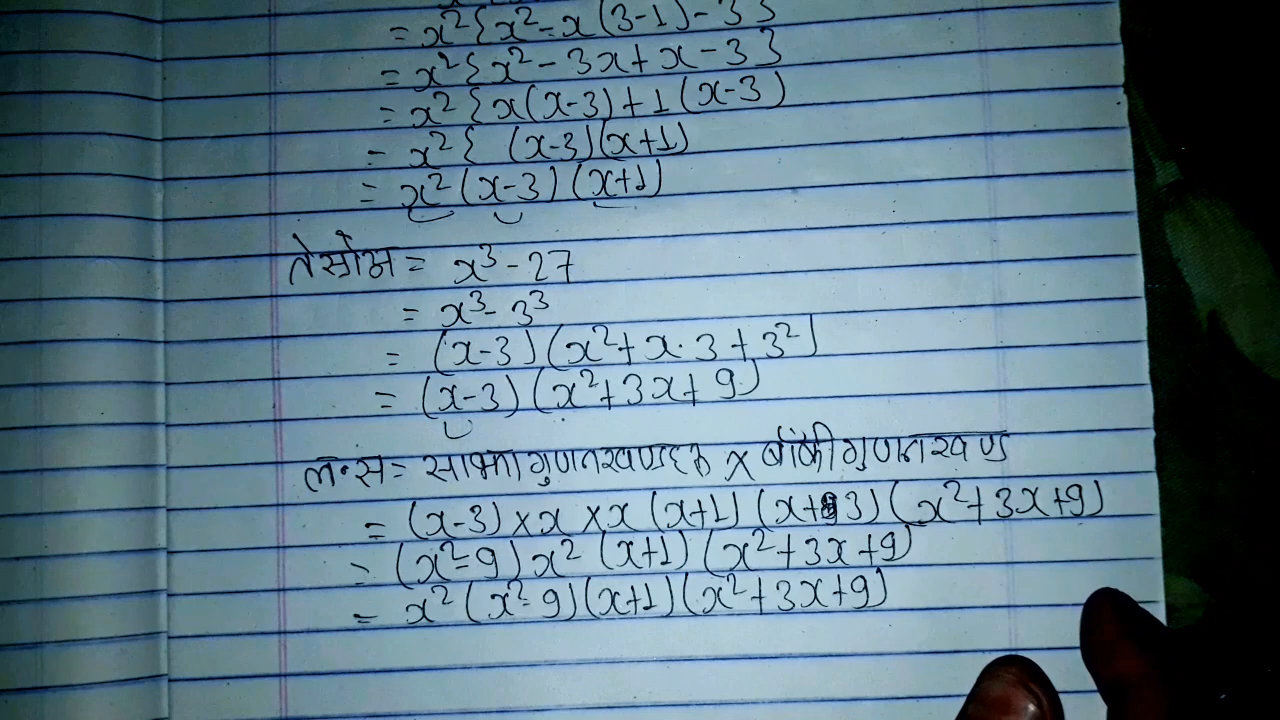 = x²{x² - x(3-1) - 3}
= x²{x² - 3x + x - 3}
= x²{x(x-3) + 1(x-3)
= x²{ (x-3)(x+1)
= x²(x-3)(x+1)
तेस्रोमा = x³ - 27
= x³ - 3³
= (x-3)(x² + x·3 + 3²)
= (x-3)(x² + 3x + 9)
ल·स = साझा गुणनखण्डहरु × बाँकी गुणनखण्ड
= (x-3) × x × x (x+1) (x+3) (x² + 3x + 9)
= (x² - 9) x² (x+1) (x² + 3x + 9)
= x² (x² - 9) (x+1) (x² + 3x + 9)